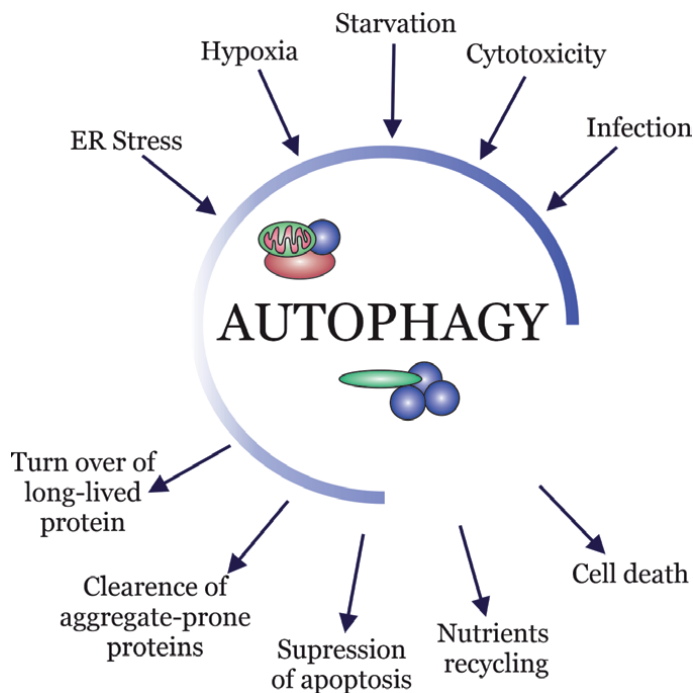 Starvation
Hypoxia
Cytotoxicity
ER Stress
Infection
AUTOPHAGY
Turn over of
long-lived
protein
Clearence of
aggregate-prone
proteins
Supression
of apoptosis
Nutrients
recycling
Cell death